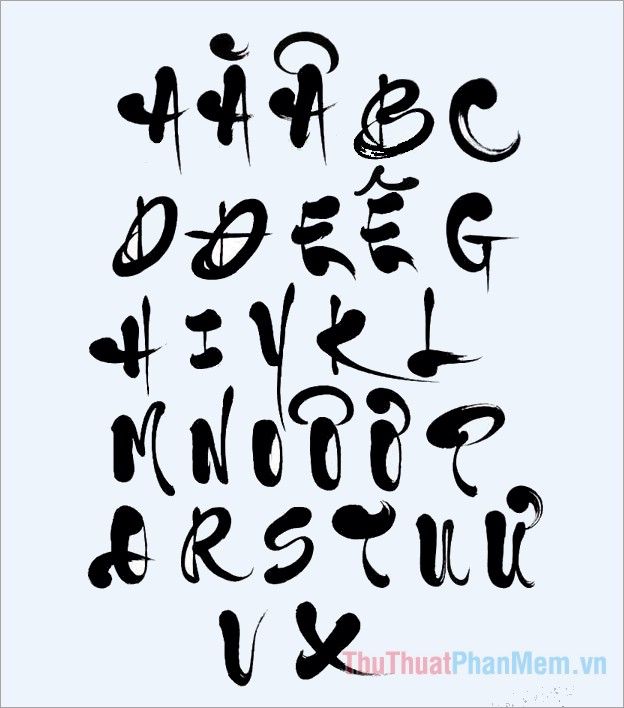 A Ă Â B C
D Đ E Ê G
H I Y K L
M N O Ô Ơ P
Q R S T U Ư
V X
ThuThuatPhanMem.vn